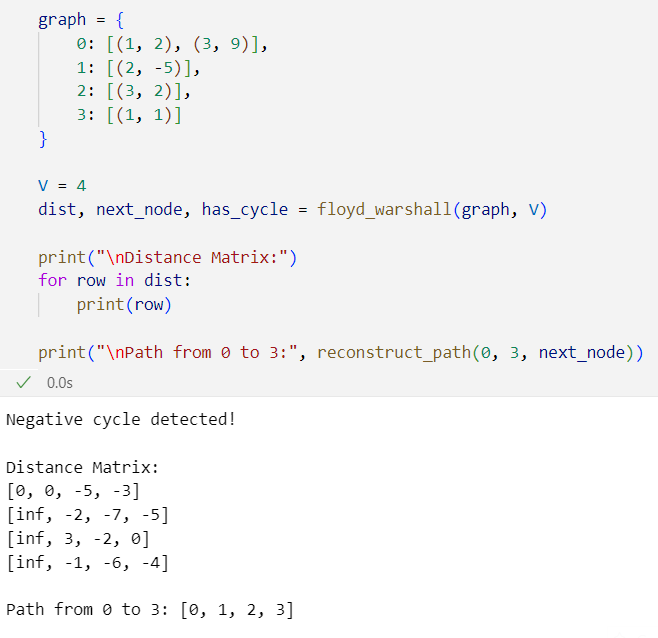 graph = {
    0: [(1, 2), (3, 9)],
    1: [(2, -5)],
    2: [(3, 2)],
    3: [(1, 1)]
}
V = 4
dist, next_node, has_cycle = floyd_warshall(graph, V)
print("\nDistance Matrix:")
for row in dist:
    print(row)
print("\nPath from 0 to 3:", reconstruct_path(0, 3, next_node))
✓ 0.0s
Negative cycle detected!
Distance Matrix:
[0, 0, -5, -3]
[inf, -2, -7, -5]
[inf, 3, -2, 0]
[inf, -1, -6, -4]
Path from 0 to 3: [0, 1, 2, 3]